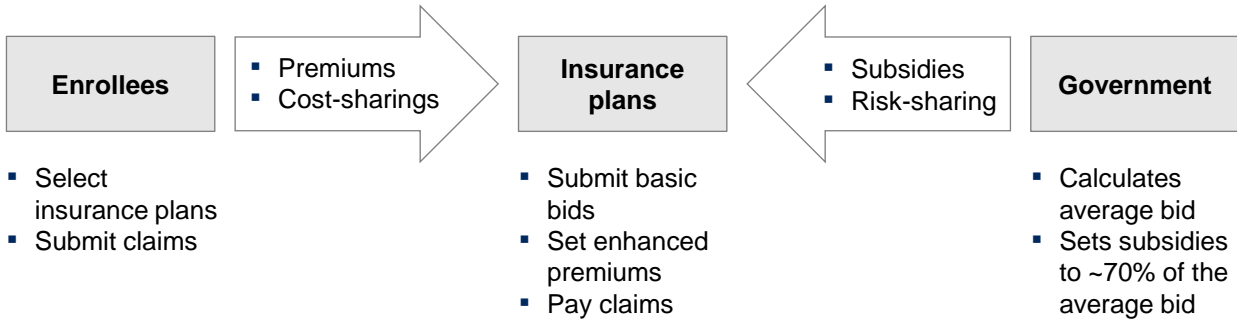 Enrollees
▪ Premiums
▪ Cost-sharings
Insurance
plans
▪ Subsidies
▪ Risk-sharing
Government
▪ Select
insurance plans
▪ Submit claims
▪ Submit basic
bids
▪ Set enhanced
premiums
▪ Pay claims
▪ Calculates
average bid
▪ Sets subsidies
to ~70% of the
average bid